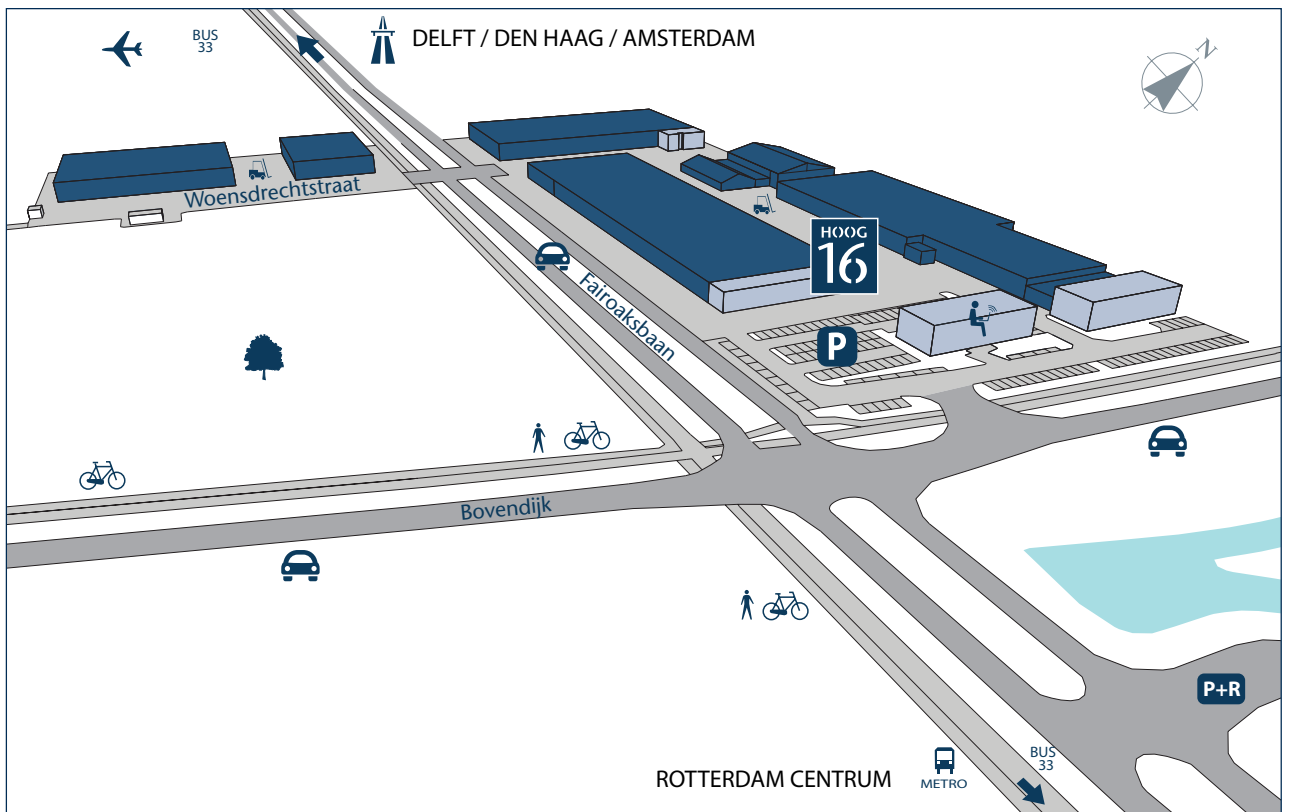 BUS
33
DELFT / DEN HAAG / AMSTERDAM
N
Woensdrechtstraat
HOOG
16
Fairoaksbaan
P
Bovendijk
P+R
BUS
33
ROTTERDAM CENTRUM
METRO